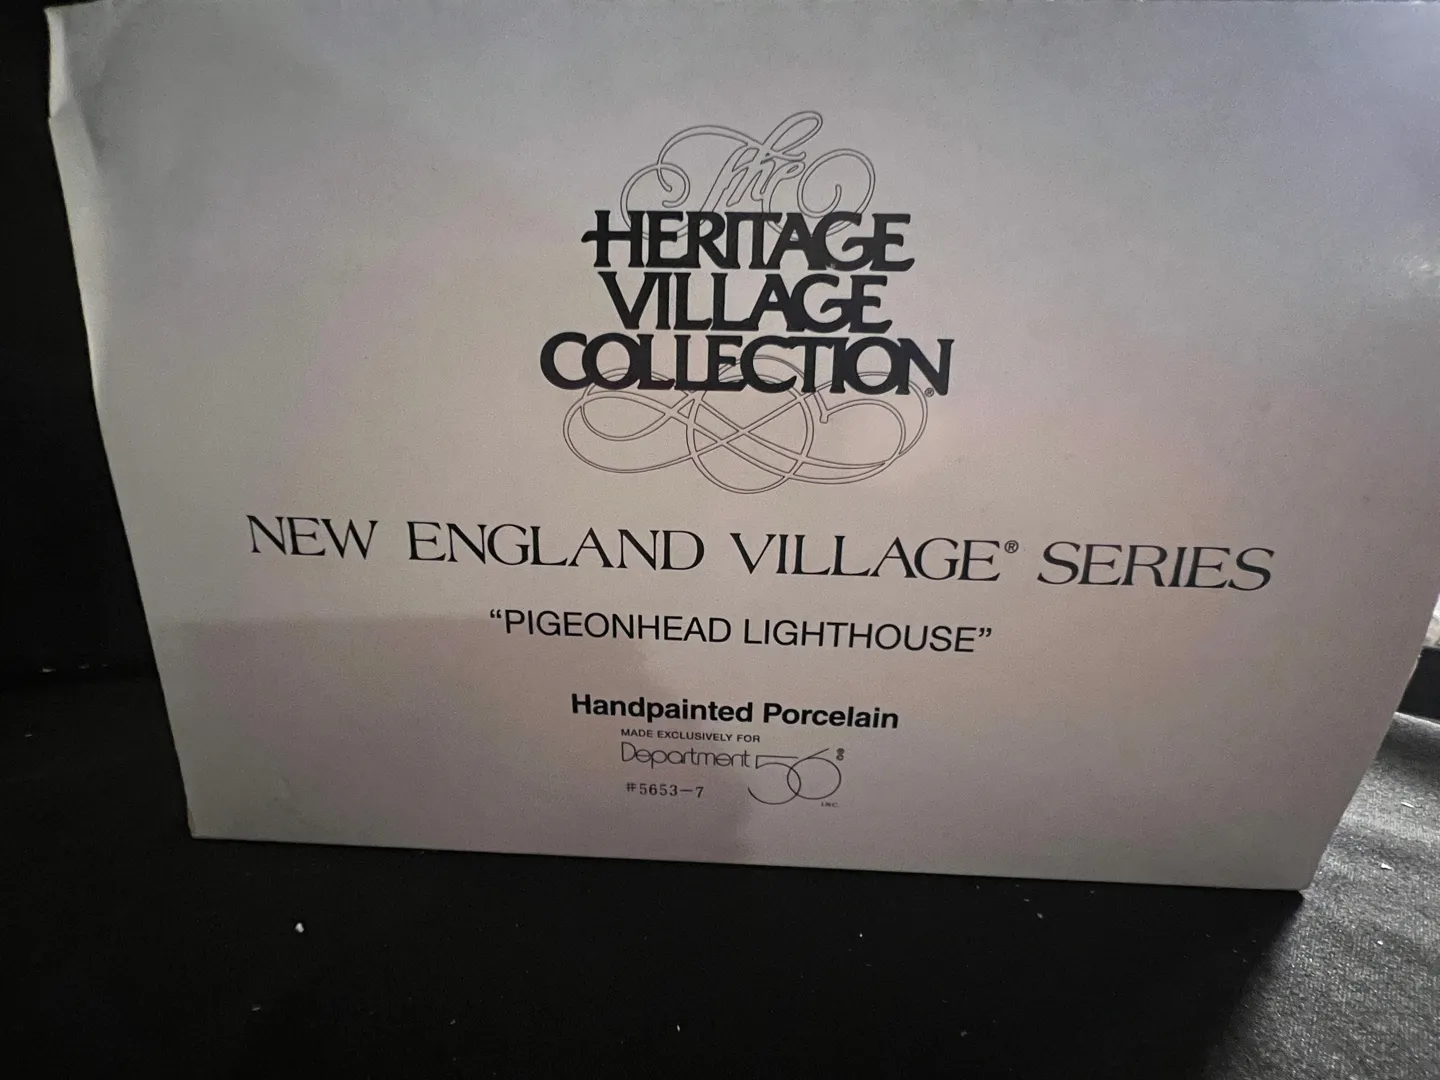 The
HERITAGE
VILLAGE
COLLECTION®
NEW ENGLAND VILLAGE® SERIES
“PIGEONHEAD LIGHTHOUSE”
Handpainted Porcelain
MADE EXCLUSIVELY FOR
Department 56®
INC.
#5653-7